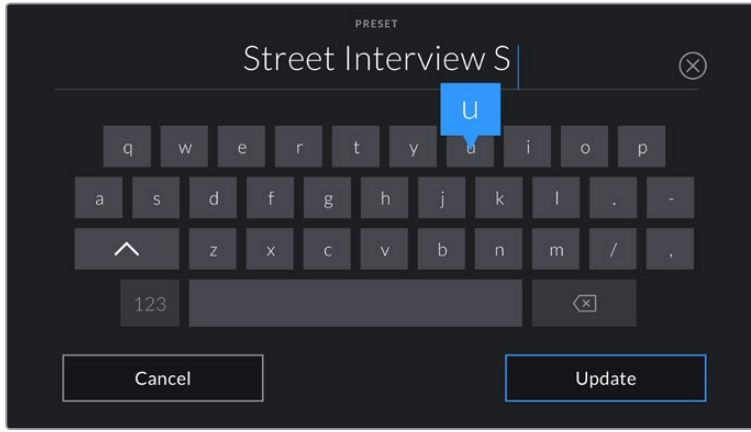 PRESET
Street Interview S
u
q w e r t y u i o p
a s d f g h j k l . -
z x c v b n m / ,
123
Cancel Update